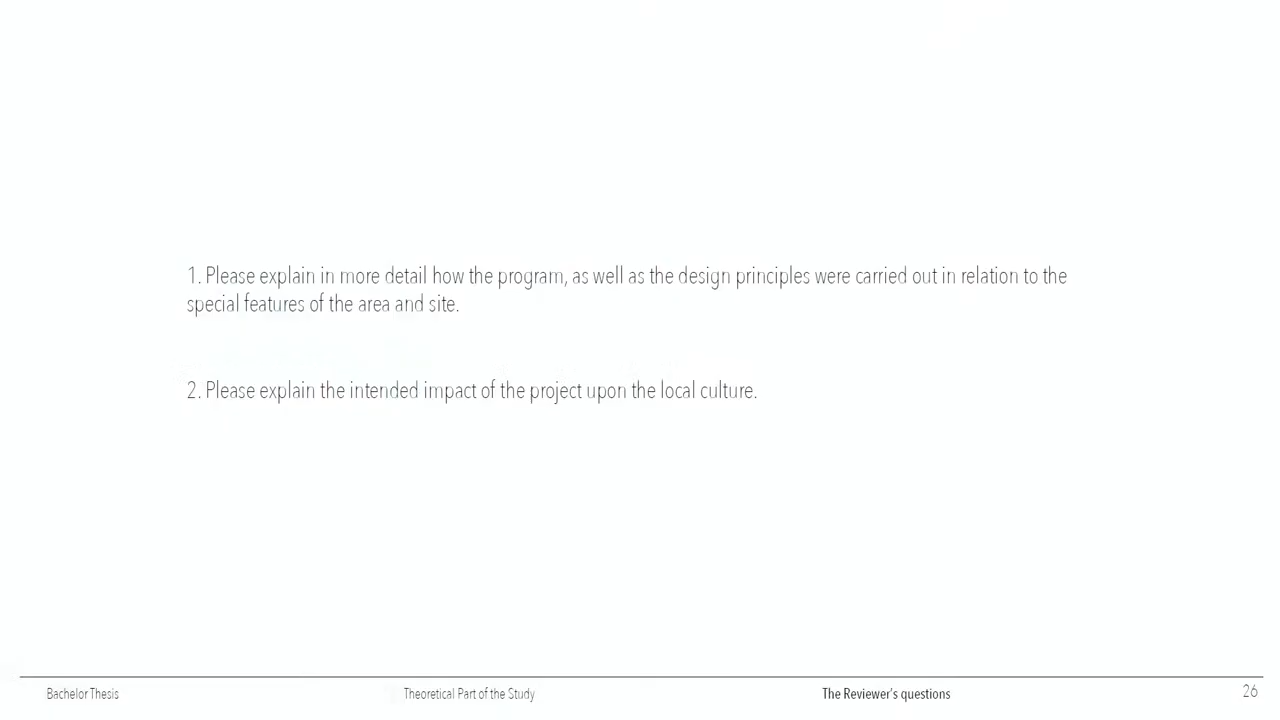 1. Please explain in more detail how the program, as well as the design principles were carried out in relation to the
special features of the area and site.
2. Please explain the intended impact of the project upon the local culture.
Bachelor Thesis
Theoretical Part of the Study
The Reviewer's questions
26